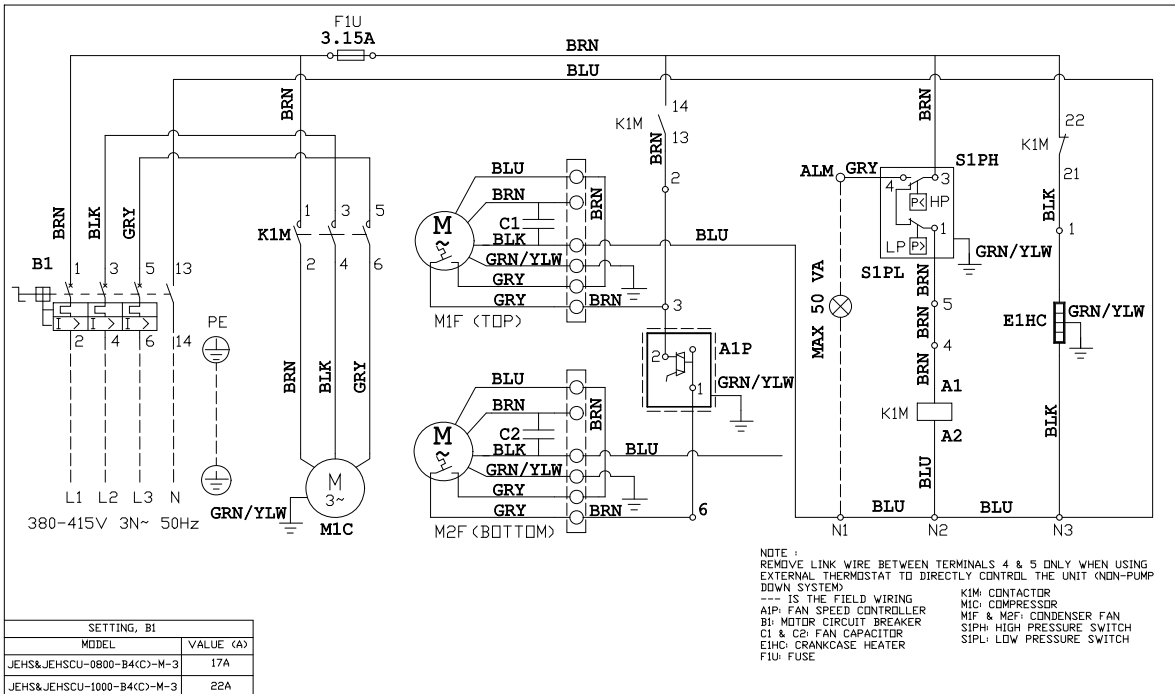 F1U
3.15A
BRN
BLU
BRN
14
K1M
13
BRN
2
BRN
22
K1M
21
ALM GRY
S1PH
4 3
P< HP
1
LP P>
S1PL
GRN/YLW
BLK
1
BLU
BRN
C1
BLK
GRN/YLW
GRY
GRY
BRN
BRN
M
~
M1F (TOP)
BLU
3
BRN BLK GRY
B1
1 3 5 13
I> I> I>
2 4 6 14
PE
K1M
1 3 5
2 4 6
BRN BLK GRY
M
3~
M1C
GRN/YLW
L1 L2 L3 N
380-415V 3N~ 50Hz
2
1
A1P
GRN/YLW
BLU
BRN
C2
BLK
GRN/YLW
GRY
GRY
BRN
BRN
BLU
M
~
M2F (BOTTOM)
6
MAX 50 VA
BRN
5
BRN
4
BRN
A1
K1M
A2
BLU
E1HC
GRN/YLW
BLK
BLU BLU
N1 N2 N3
NOTE :
REMOVE LINK WIRE BETWEEN TERMINALS 4 & 5 ONLY WHEN USING
EXTERNAL THERMOSTAT TO DIRECTLY CONTROL THE UNIT (NON-PUMP
DOWN SYSTEM)
--- IS THE FIELD WIRING
A1P: FAN SPEED CONTROLLER
B1: MOTOR CIRCUIT BREAKER
C1 & C2: FAN CAPACITOR
E1HC: CRANKCASE HEATER
F1U: FUSE
K1M: CONTACTOR
M1C: COMPRESSOR
M1F & M2F: CONDENSER FAN
S1PH: HIGH PRESSURE SWITCH
S1PL: LOW PRESSURE SWITCH
SETTING, B1
MODEL VALUE (A)
JEHS&JEHSCU-0800-B4(C)-M-3 17A
JEHS&JEHSCU-1000-B4(C)-M-3 22A